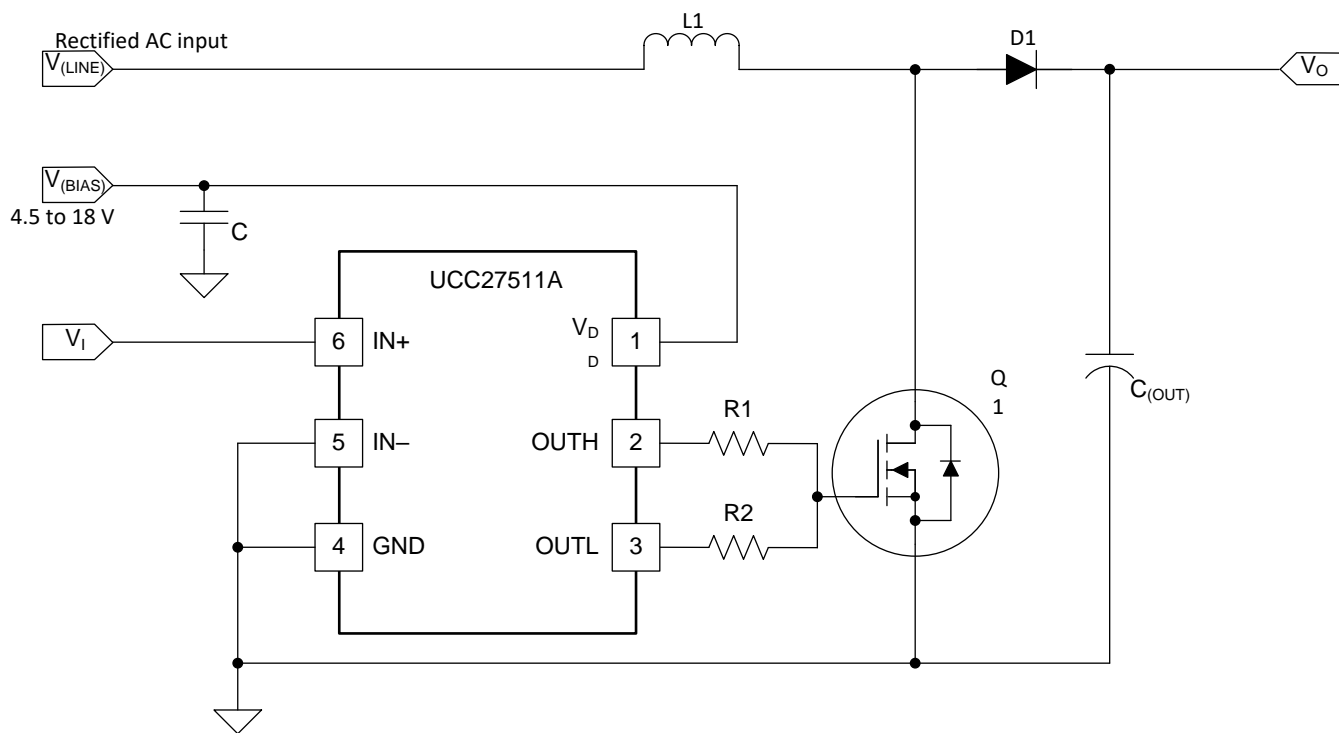 L1
Rectified AC input
D1
V(LINE)
VO
V(BIAS)
4.5 to 18 V
C
UCC27511A
VI
6
IN+
VD
D
1
Q
1
C(OUT)
R1
5
IN–
OUTH
2
R2
4
GND
OUTL
3